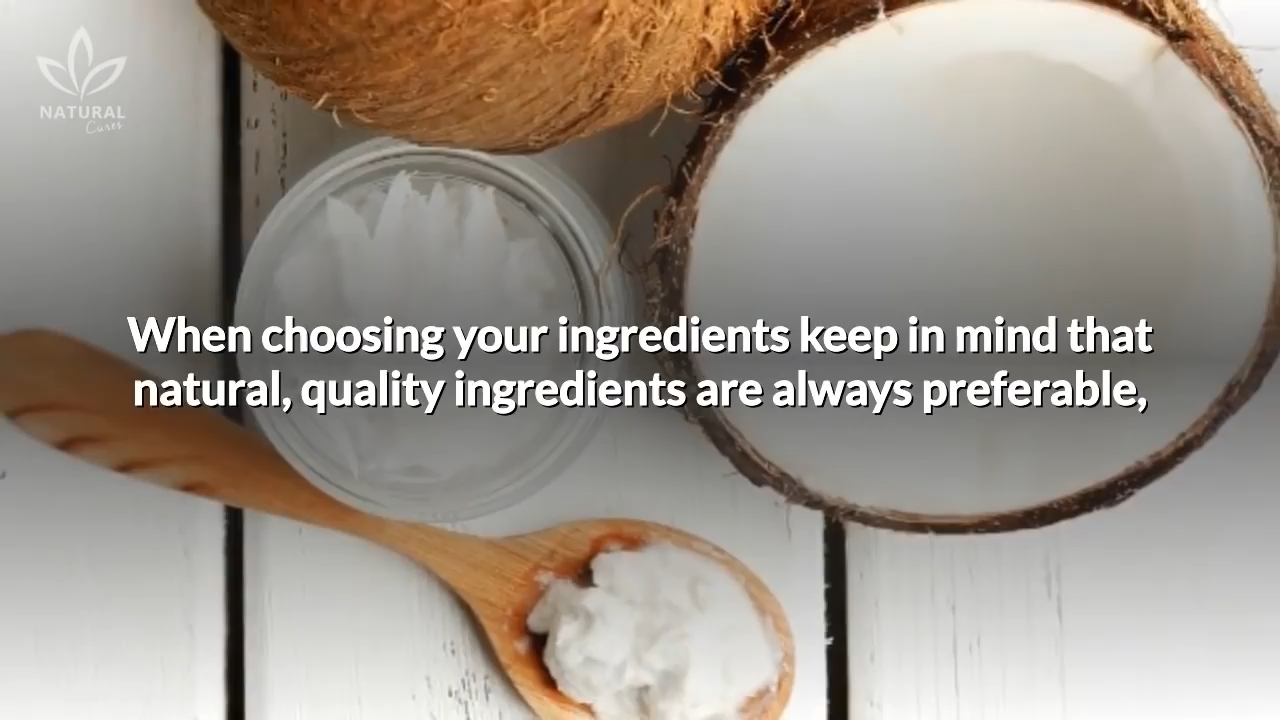 NATURAL
Cures
When choosing your ingredients keep in mind that
natural, quality ingredients are always preferable,